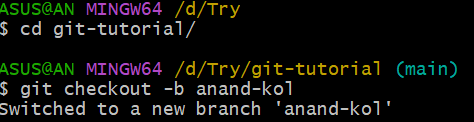 ASUS@AN MINGW64 /d/Try
$ cd git-tutorial/
ASUS@AN MINGW64 /d/Try/git-tutorial (main)
$ git checkout -b anand-kol
Switched to a new branch 'anand-kol'